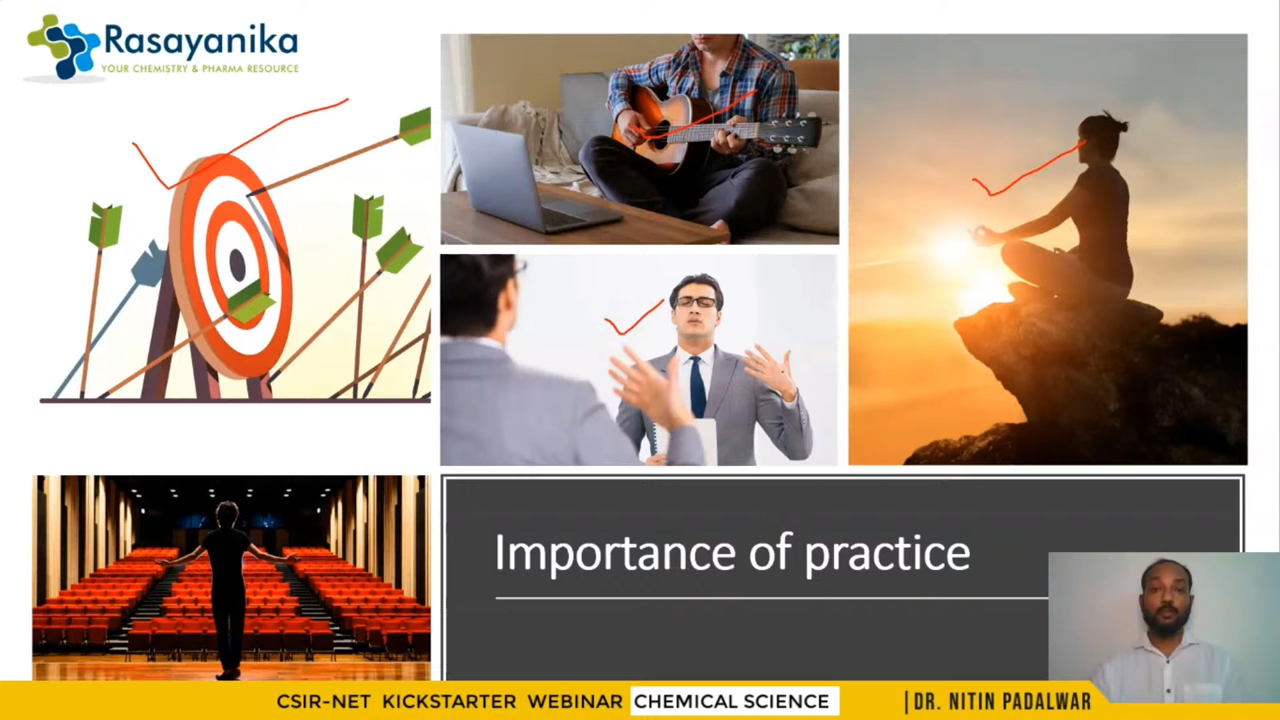 Rasayanika
YOUR CHEMISTRY & PHARMA RESOURCE
Importance of practice
CSIR-NET KICKSTARTER WEBINAR CHEMICAL SCIENCE
|DR. NITIN PADALWAR